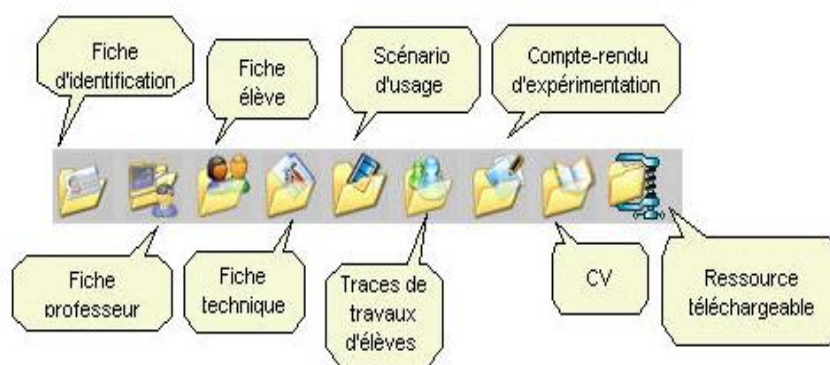 Fiche
d'identification
Fiche
élève
Scénario
d'usage
Compte-rendu
d'expérimentation
Fiche
professeur
Fiche
technique
Traces de
travaux
d'élèves
CV
Ressource
téléchargeable